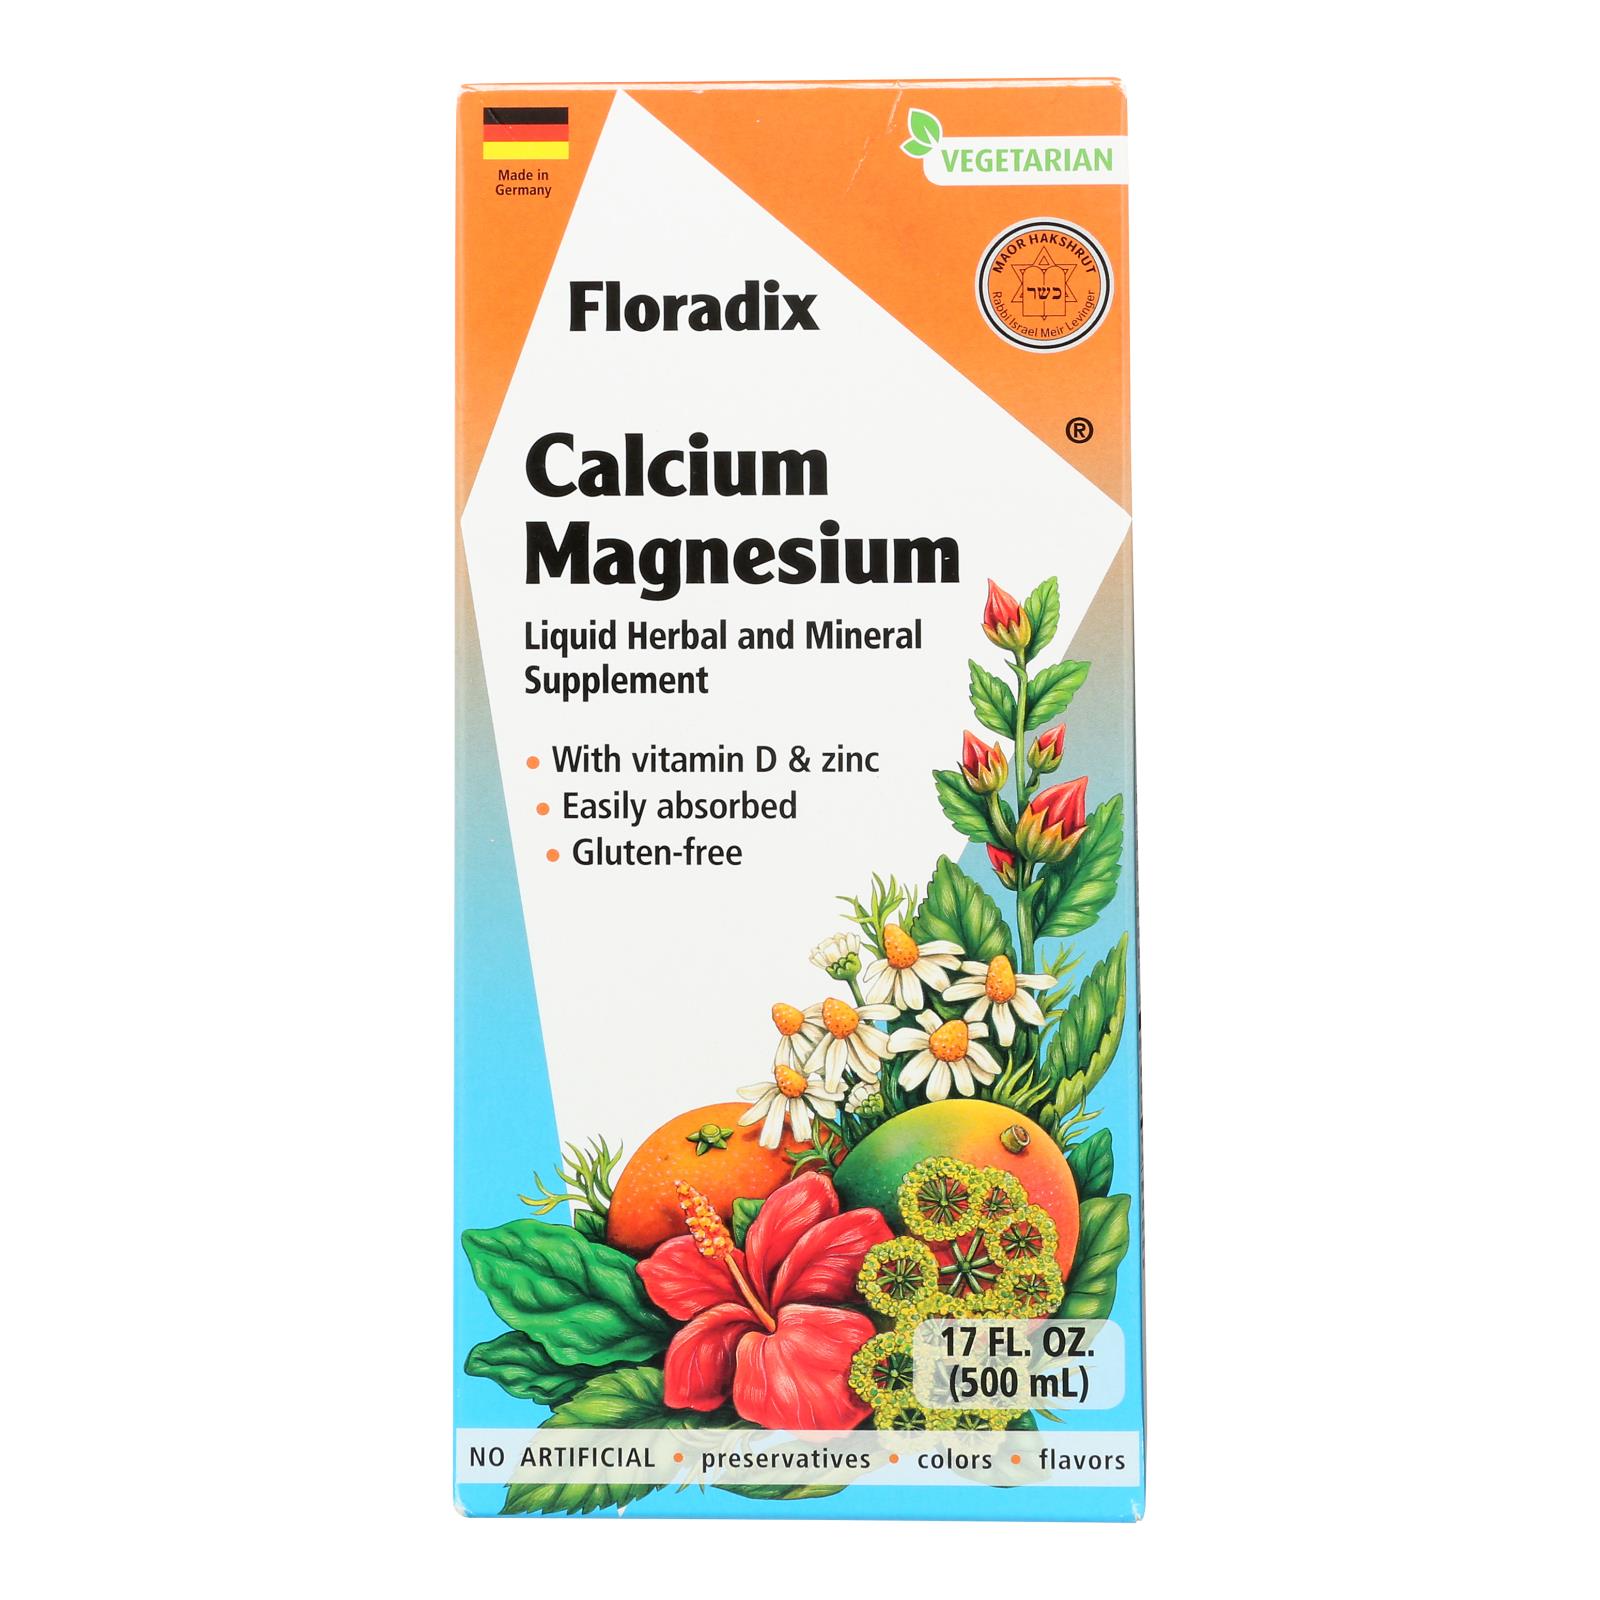 Made in
Germany
VEGETARIAN
MAOR HAKSHRUT
כשר
Rabbi Israel Meir Levinger
Floradix
®
Calcium
Magnesium
Liquid Herbal and Mineral
Supplement
• With vitamin D & zinc
• Easily absorbed
• Gluten-free
17 FL. OZ.
(500 mL)
NO ARTIFICIAL • preservatives • colors • flavors